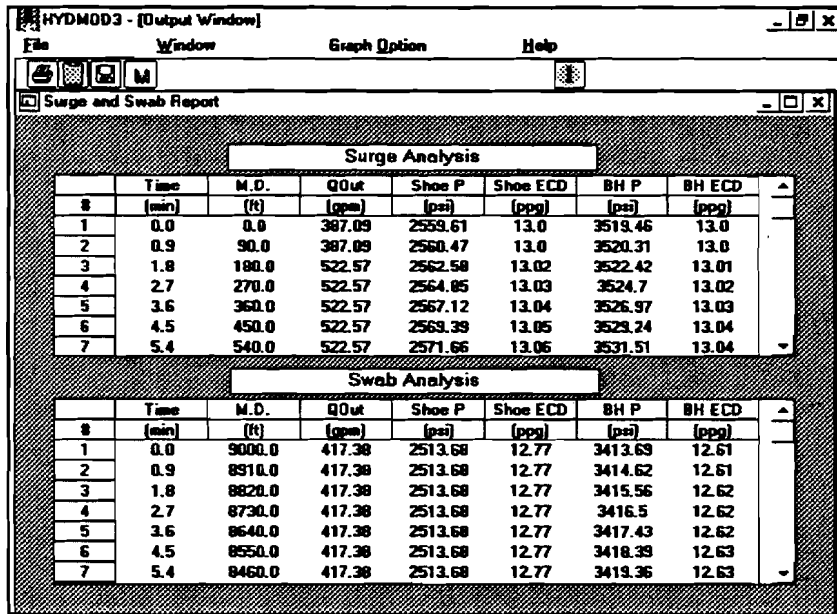 HYDMOD3 - [Output Window]
File Window Graph Option Help
M
Surge and Swab Report
Surge Analysis
Time M.D. QOut Shoe P Shoe ECD BH P BH ECD
# (min) (ft) (gpm) (psi) (ppg) (psi) (ppg)
1 0.0 0.0 387.09 2559.61 13.0 3519.46 13.0
2 0.9 90.0 387.09 2560.47 13.0 3520.31 13.0
3 1.8 180.0 522.57 2562.58 13.02 3522.42 13.01
4 2.7 270.0 522.57 2564.85 13.03 3524.7 13.02
5 3.6 360.0 522.57 2567.12 13.04 3526.97 13.03
6 4.5 450.0 522.57 2569.39 13.05 3529.24 13.04
7 5.4 540.0 522.57 2571.66 13.06 3531.51 13.04
Swab Analysis
Time M.D. QOut Shoe P Shoe ECD BH P BH ECD
# (min) (ft) (gpm) (psi) (ppg) (psi) (ppg)
1 0.0 9000.0 417.38 2513.68 12.77 3413.69 12.61
2 0.9 8910.0 417.38 2513.68 12.77 3414.62 12.61
3 1.8 8820.0 417.38 2513.68 12.77 3415.56 12.62
4 2.7 8730.0 417.38 2513.68 12.77 3416.5 12.62
5 3.6 8640.0 417.38 2513.68 12.77 3417.43 12.62
6 4.5 8550.0 417.38 2513.68 12.77 3418.39 12.63
7 5.4 8460.0 417.38 2513.68 12.77 3419.36 12.63